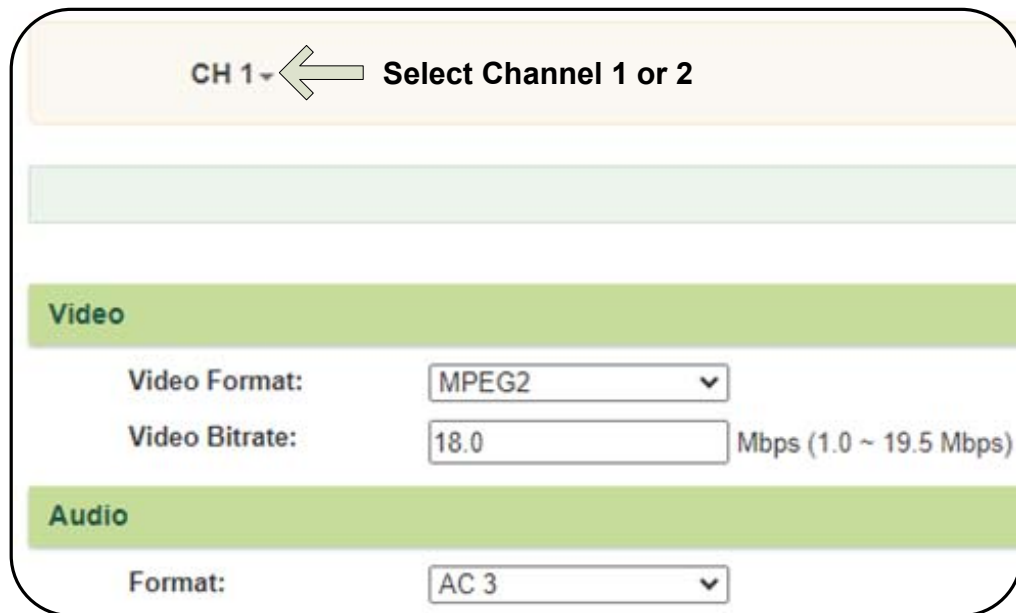 CH 1 Select Channel 1 or 2
Video
Video Format: MPEG2
Video Bitrate: 18.0 Mbps (1.0 ~ 19.5 Mbps)
Audio
Format: AC 3